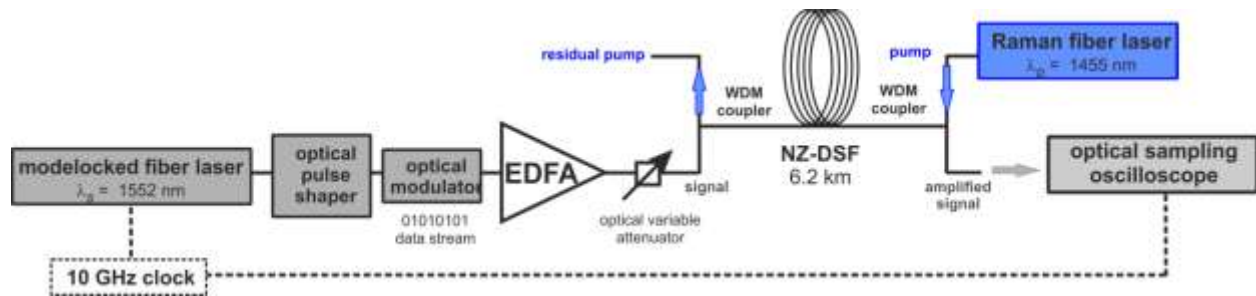 residual pump
pump
Raman fiber laser
λp = 1455 nm
WDM
coupler
WDM
coupler
modelocked fiber laser
λs = 1552 nm
optical
pulse
shaper
optical
modulator
EDFA
NZ-DSF
6.2 km
optical sampling
oscilloscope
signal
amplified
signal
01010101
data stream
optical variable
attenuator
10 GHz clock